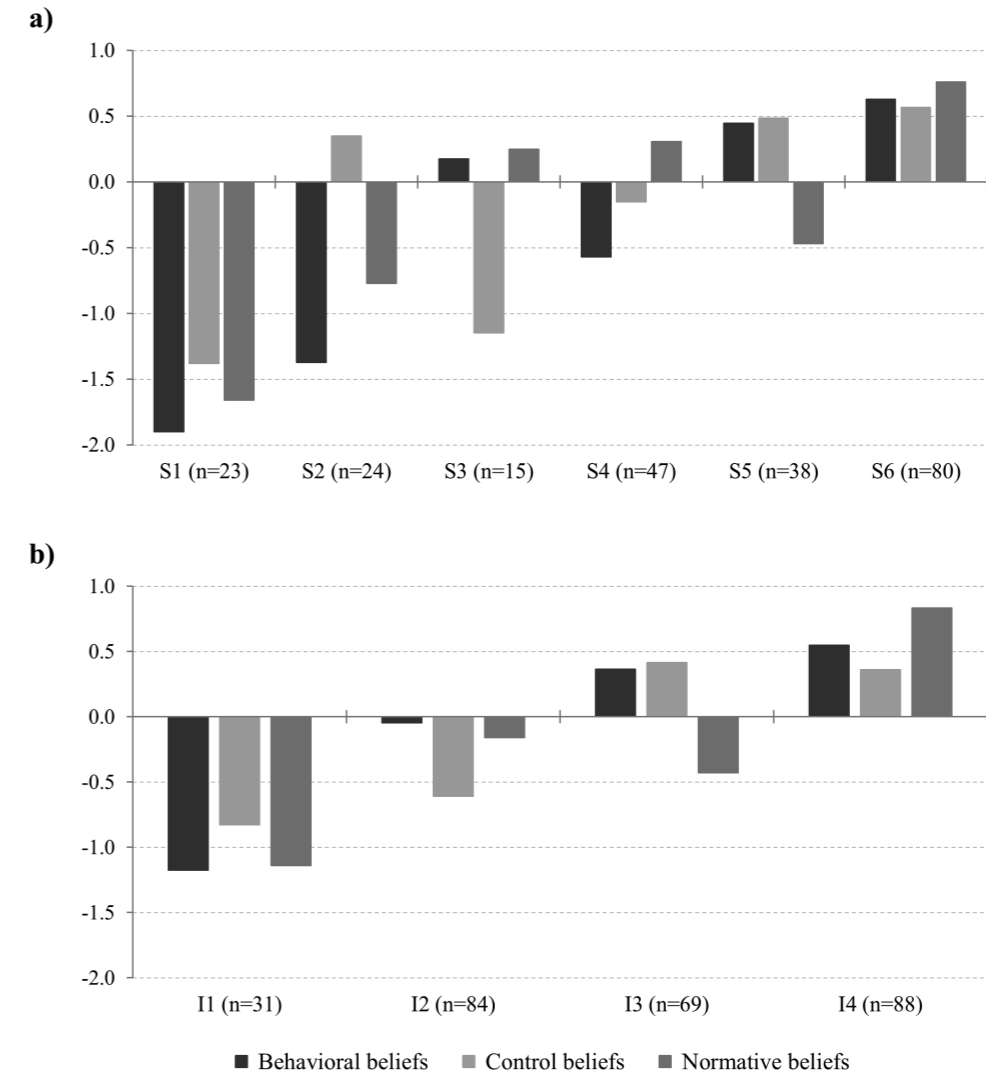 a)
1.0
0.5
0.0
-0.5
-1.0
-1.5
-2.0
S1 (n=23) S2 (n=24) S3 (n=15) S4 (n=47) S5 (n=38) S6 (n=80)
b)
1.0
0.5
0.0
-0.5
-1.0
-1.5
-2.0
I1 (n=31) I2 (n=84) I3 (n=69) I4 (n=88)
Behavioral beliefs Control beliefs Normative beliefs